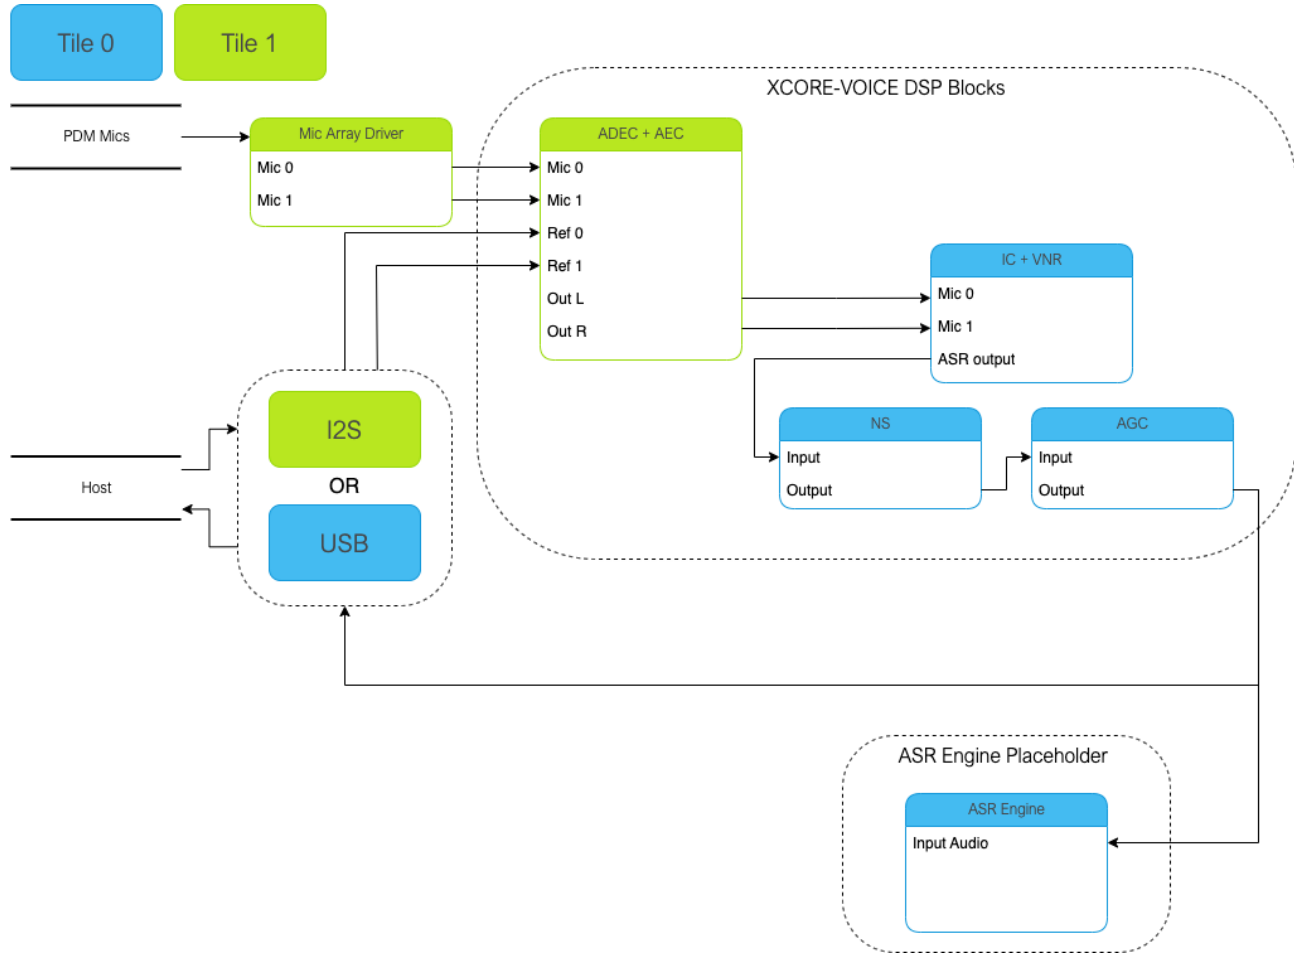 Tile 0
Tile 1
XCORE-VOICE DSP Blocks
PDM Mics
Mic Array Driver
Mic 0
Mic 1
ADEC + AEC
Mic 0
Mic 1
Ref 0
Ref 1
Out L
Out R
IC + VNR
Mic 0
Mic 1
ASR output
I2S
OR
USB
Host
NS
Input
Output
AGC
Input
Output
ASR Engine Placeholder
ASR Engine
Input Audio